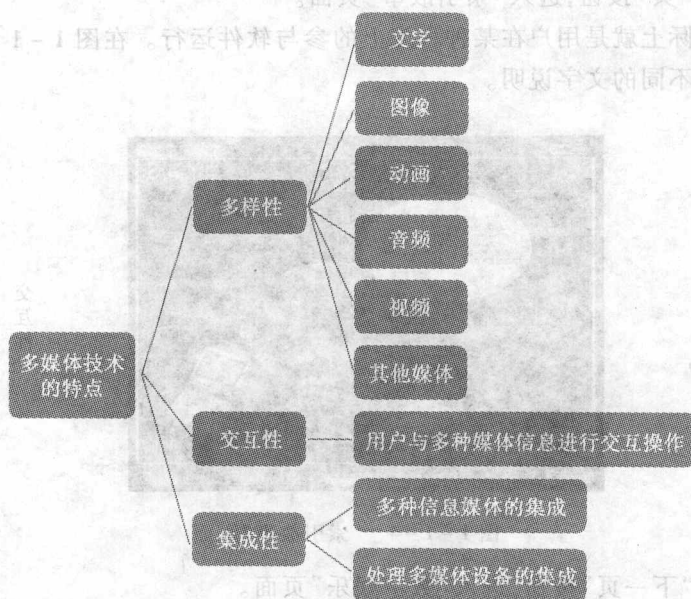 文字
图像
动画
多样性
音频
视频
其他媒体
多媒体技术
的特点
交互性
用户与多种媒体信息进行交互操作
集成性
多种信息媒体的集成
处理多媒体设备的集成